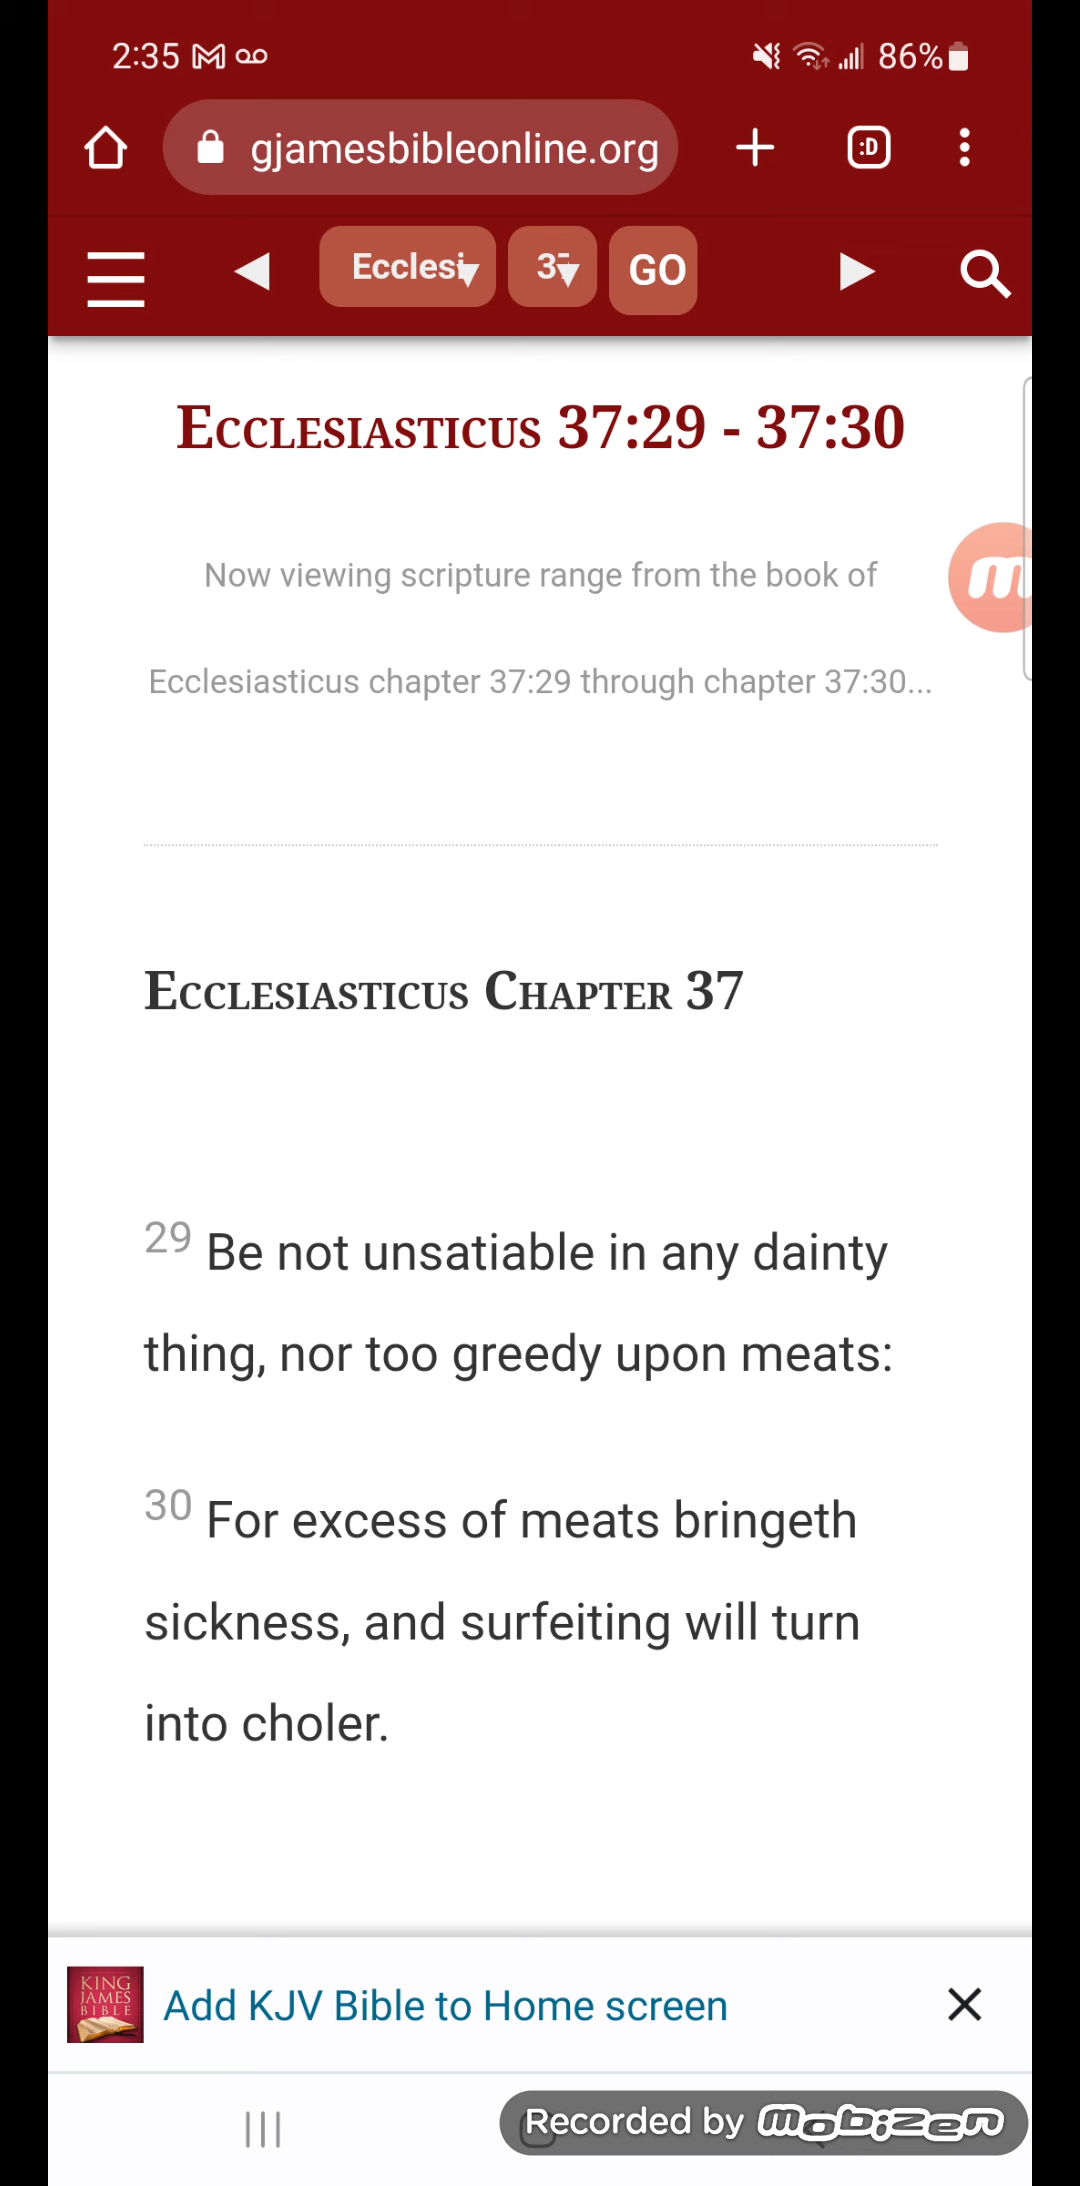 2:35 86%
gjamesbibleonline.org :D
Ecclesi 37 GO
Ecclesiasticus 37:29 - 37:30
Now viewing scripture range from the book of
Ecclesiasticus chapter 37:29 through chapter 37:30...
Ecclesiasticus Chapter 37
29 Be not unsatiable in any dainty
thing, nor too greedy upon meats:
30 For excess of meats bringeth
sickness, and surfeiting will turn
into choler.
KING
JAMES
BIBLE
Add KJV Bible to Home screen
Recorded by mobizen